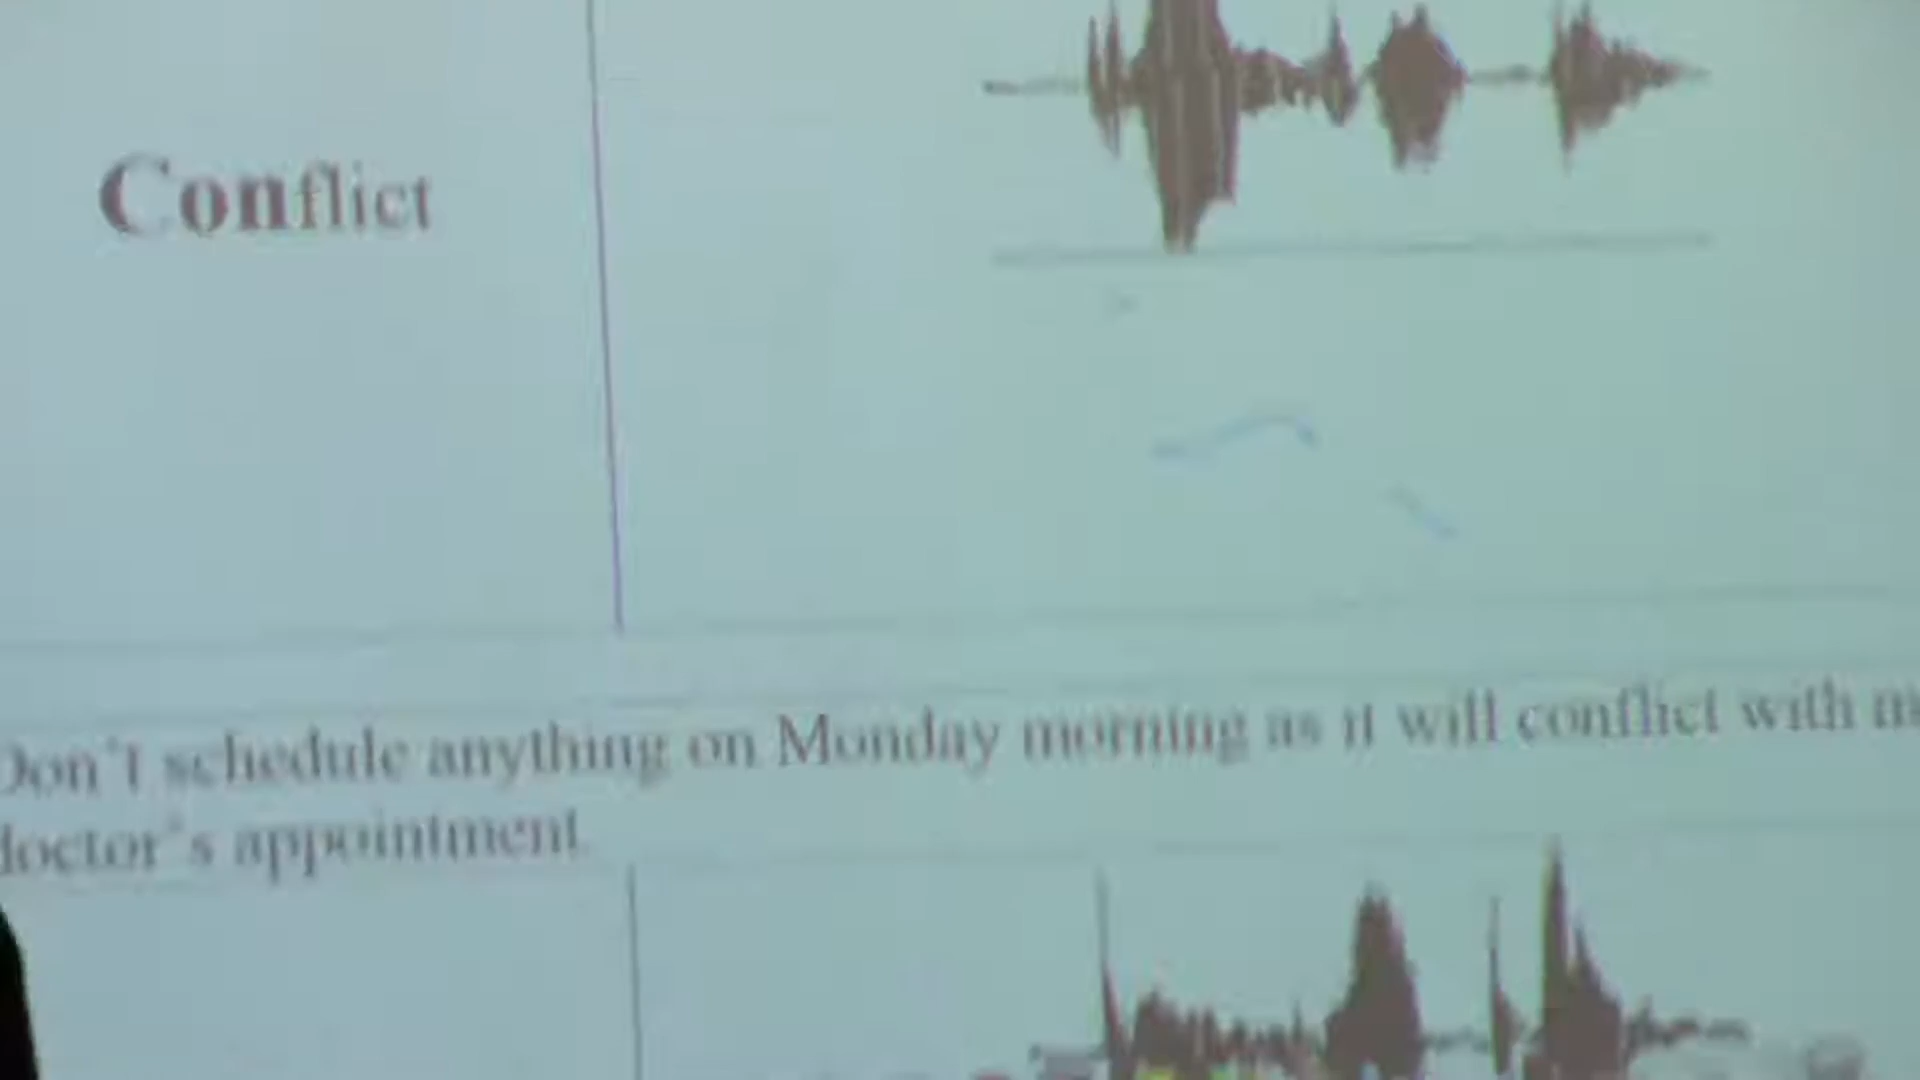 Conflict
Don't schedule anything on Monday morning as it will conflict with
doctor's appointment